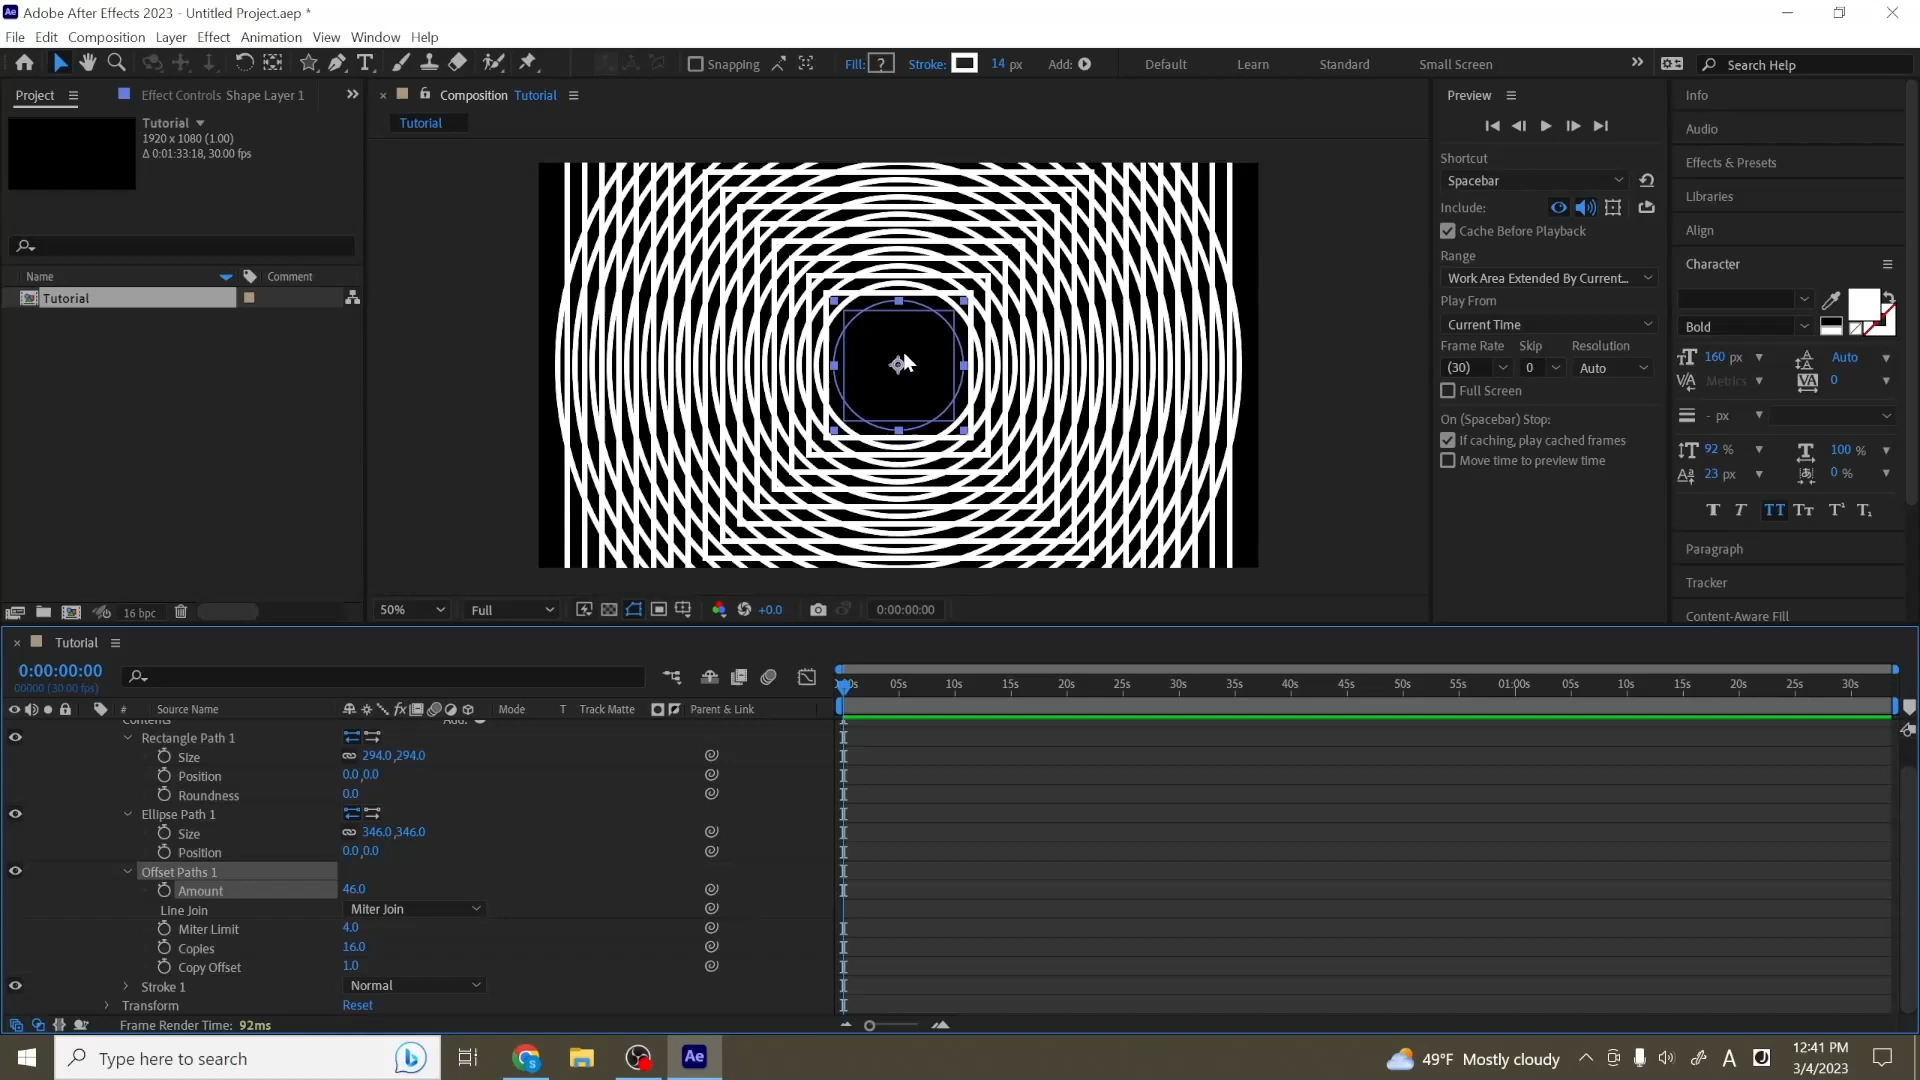 Ae Adobe After Effects 2023 - Untitled Project.aep *
File Edit Composition Layer Effect Animation View Window Help
Snapping Fill: ? Stroke: 14 px Add: Default Learn Standard Small Screen Search Help
Project Effect Controls Shape Layer 1
Tutorial
1920 x 1080 (1.00)
Δ 0:01:33:18, 30.00 fps
Name Comment
Tutorial
16 bpc
Composition Tutorial
Tutorial
50% Full +0.0 0:00:00:00
Preview
Shortcut
Spacebar
Include:
Cache Before Playback
Range
Work Area Extended By Current...
Play From
Current Time
Frame Rate Skip Resolution
(30) 0 Auto
Full Screen
On (Spacebar) Stop:
If caching, play cached frames
Move time to preview time
Info
Audio
Effects & Presets
Libraries
Align
Character
Bold
160 px Auto
Metrics 0
- px
92 % 100 %
23 px 0 %
T T TT TT T¹ T₁
Paragraph
Tracker
Content-Aware Fill
Tutorial
0:00:00:00
00000 (30.00 fps)
05s 10s 15s 20s 25s 30s 35s 40s 45s 50s 55s 01:00s 05s 10s 15s 20s 25s 30s
# Source Name Mode T Track Matte Parent & Link
Contents Add:
Rectangle Path 1
Size 294.0,294.0
Position 0.0,0.0
Roundness 0.0
Ellipse Path 1
Size 346.0,346.0
Position 0.0,0.0
Offset Paths 1
Amount 46.0
Line Join Miter Join
Miter Limit 4.0
Copies 16.0
Copy Offset 1.0
Stroke 1 Normal
Transform Reset
Frame Render Time: 92ms
Type here to search
Ae
49°F Mostly cloudy
A
12:41 PM
3/4/2023